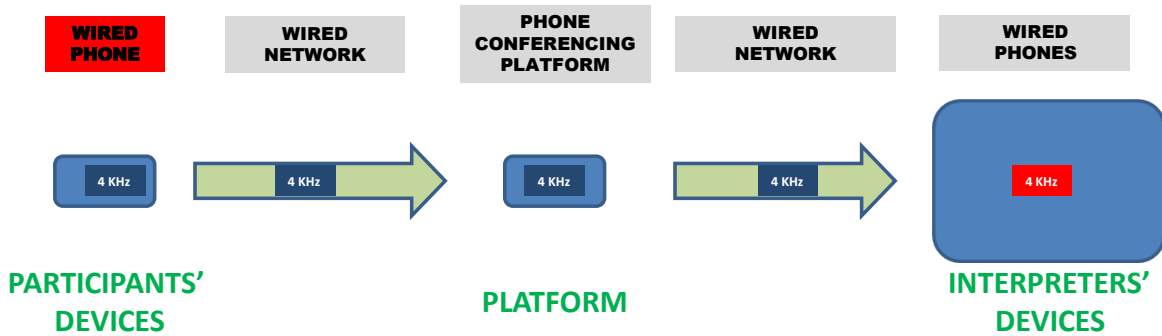 WIRED
PHONE
WIRED
NETWORK
PHONE
CONFERENCING
PLATFORM
WIRED
NETWORK
WIRED
PHONES
4 KHz
4 KHz
4 KHz
4 KHz
4 KHz
PARTICIPANTS’
DEVICES
PLATFORM
INTERPRETERS’
DEVICES